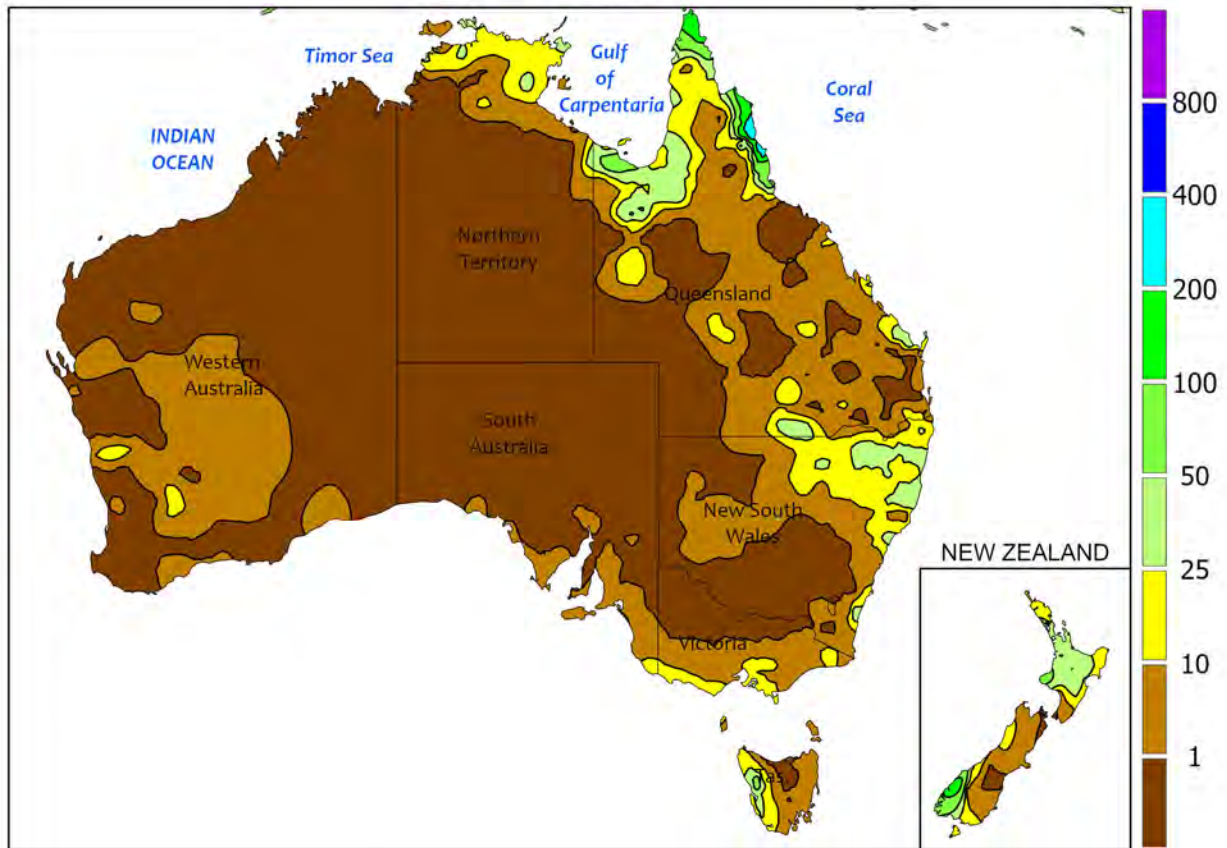 Timor Sea
Gulf
of
Carpentaria
Coral
Sea
INDIAN
OCEAN
Northern
Territory
Queensland
Western
Australia
South
Australia
New South
Wales
Victoria
Tas.
NEW ZEALAND
800
400
200
100
50
25
10
1